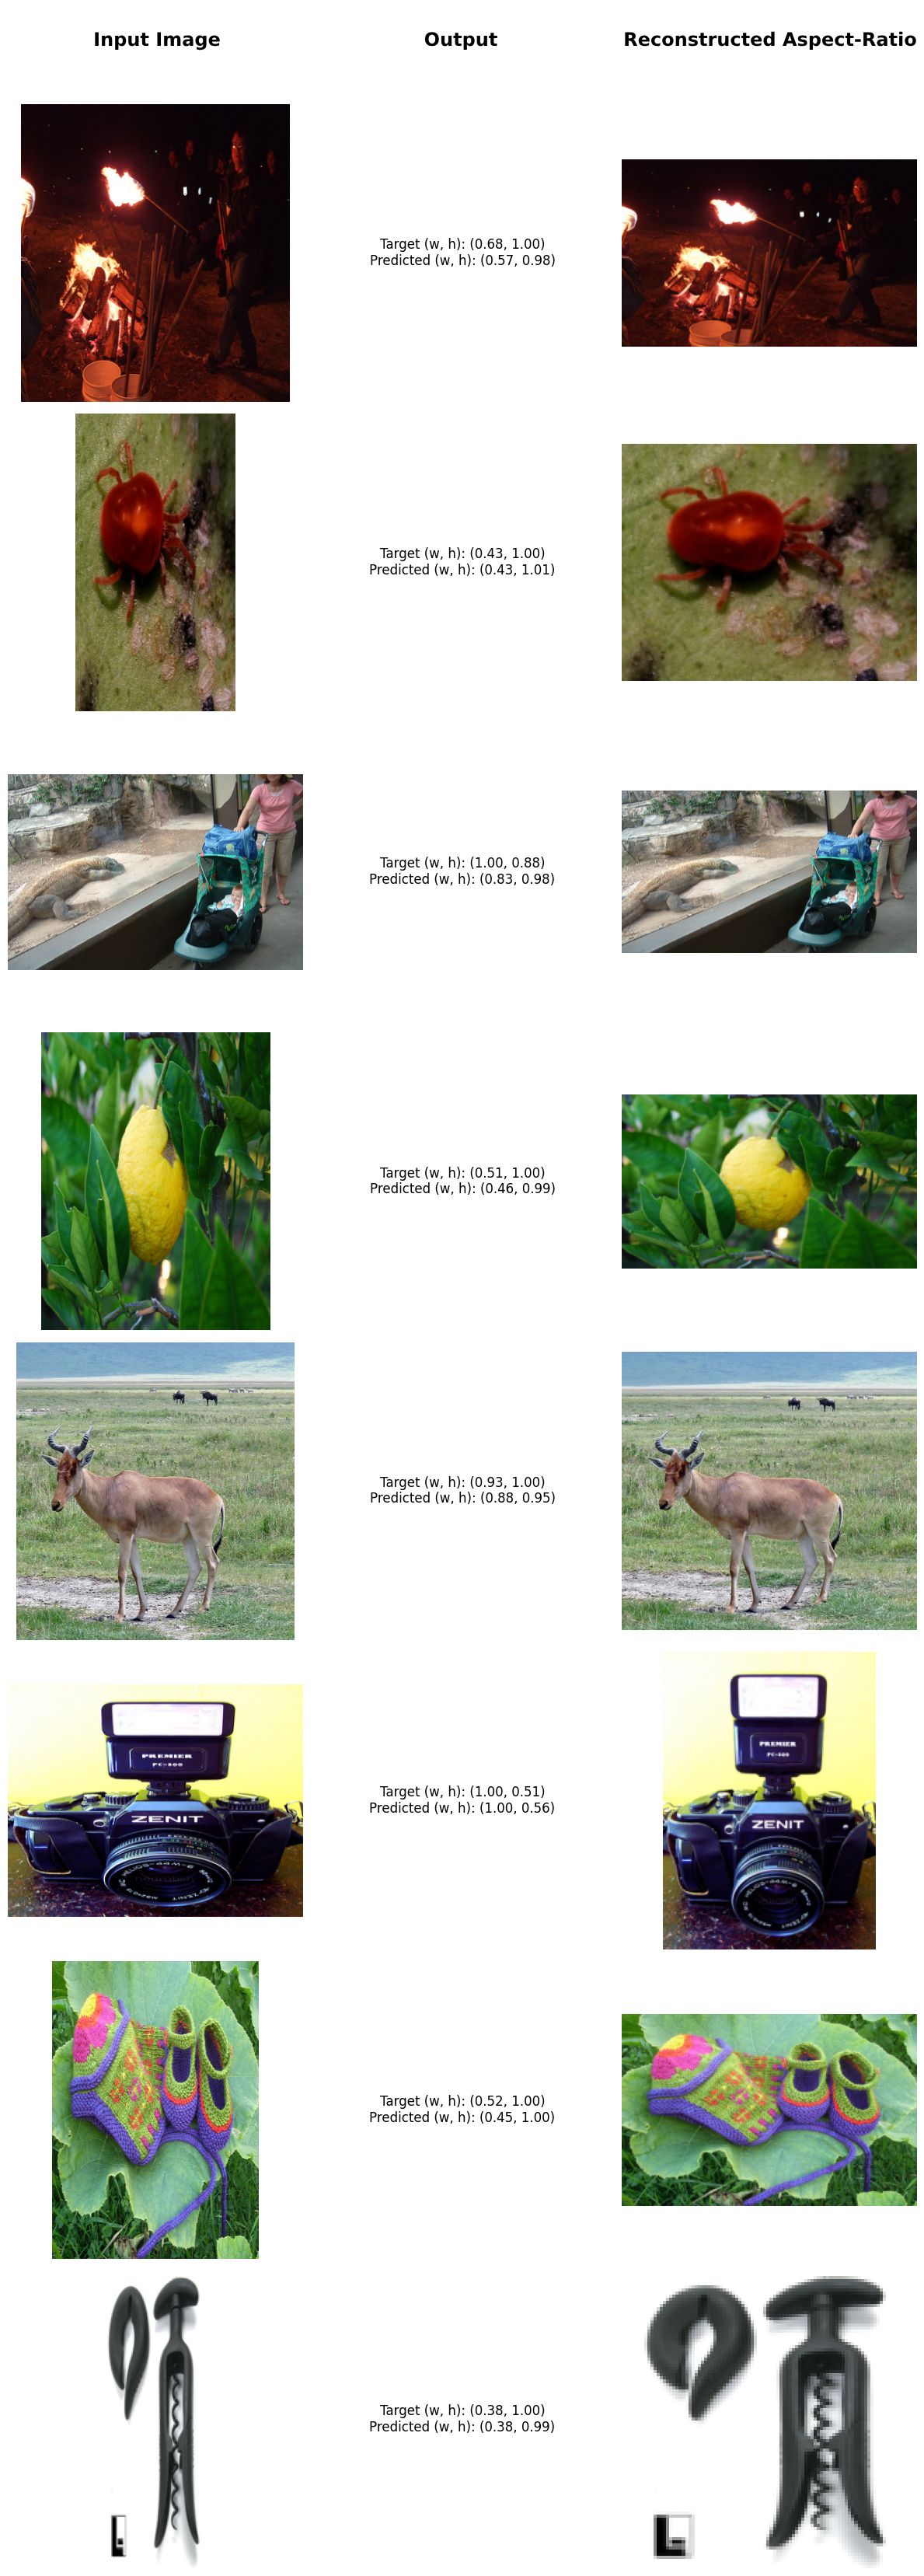 Input Image
Output
Reconstructed Aspect-Ratio
Target (w, h): (0.68, 1.00)
Predicted (w, h): (0.57, 0.98)
Target (w, h): (0.43, 1.00)
Predicted (w, h): (0.43, 1.01)
Target (w, h): (1.00, 0.88)
Predicted (w, h): (0.83, 0.98)
Target (w, h): (0.51, 1.00)
Predicted (w, h): (0.46, 0.99)
Target (w, h): (0.93, 1.00)
Predicted (w, h): (0.88, 0.95)
PREMIER
FC-600
ZENIT
Target (w, h): (1.00, 0.51)
Predicted (w, h): (1.00, 0.56)
PREMIER
FC-600
ZENIT
Target (w, h): (0.52, 1.00)
Predicted (w, h): (0.45, 1.00)
Target (w, h): (0.38, 1.00)
Predicted (w, h): (0.38, 0.99)